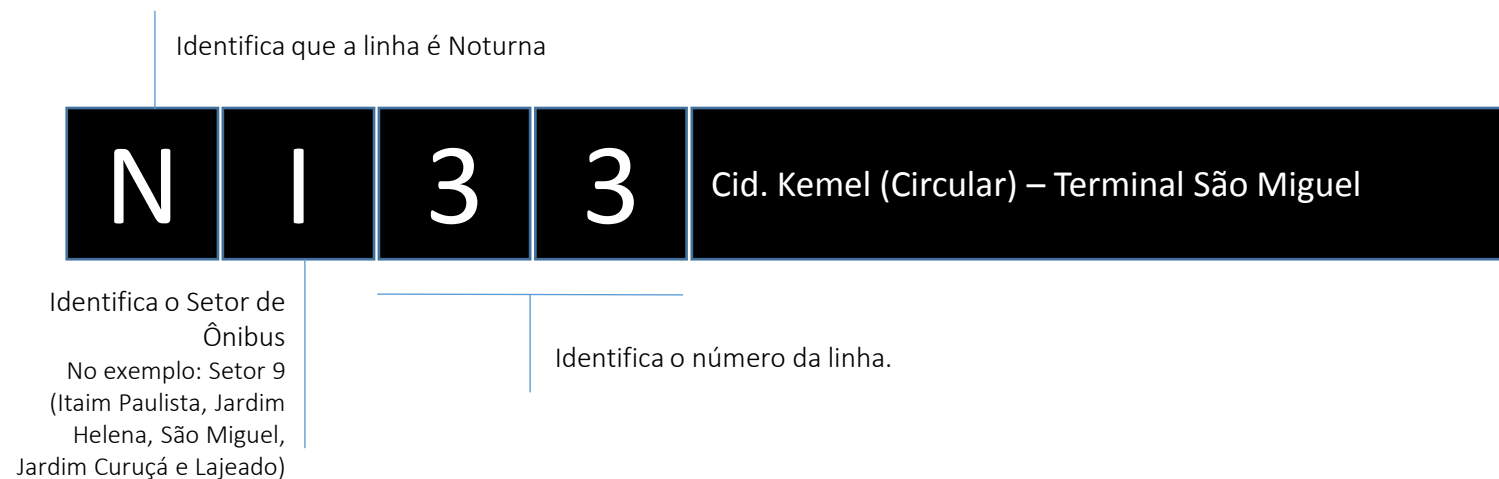 Identifica que a linha é Noturna
N I 3 3 Cid. Kemel (Circular) – Terminal São Miguel
Identifica o Setor de
Ônibus
No exemplo: Setor 9
(Itaim Paulista, Jardim
Helena, São Miguel,
Jardim Curuçá e Lajeado)
Identifica o número da linha.